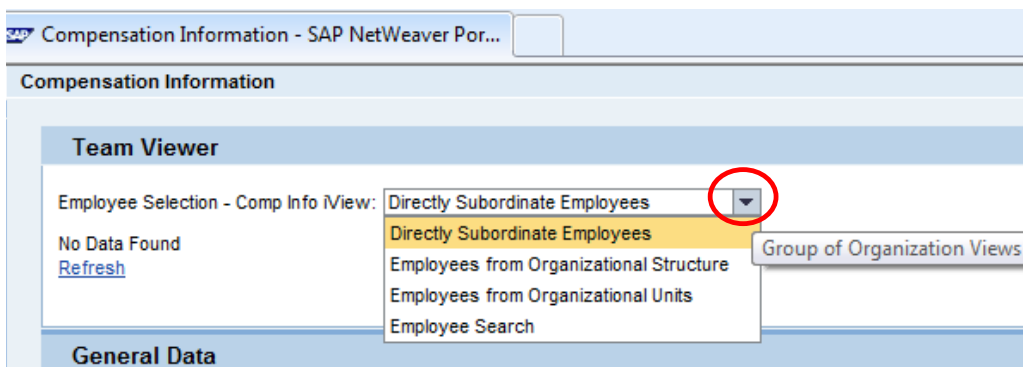 SAP Compensation Information - SAP NetWeaver Por...
Compensation Information
Team Viewer
Employee Selection - Comp Info iView: Directly Subordinate Employees
Directly Subordinate Employees
Group of Organization Views
No Data Found
Refresh
Employees from Organizational Structure
Employees from Organizational Units
Employee Search
General Data